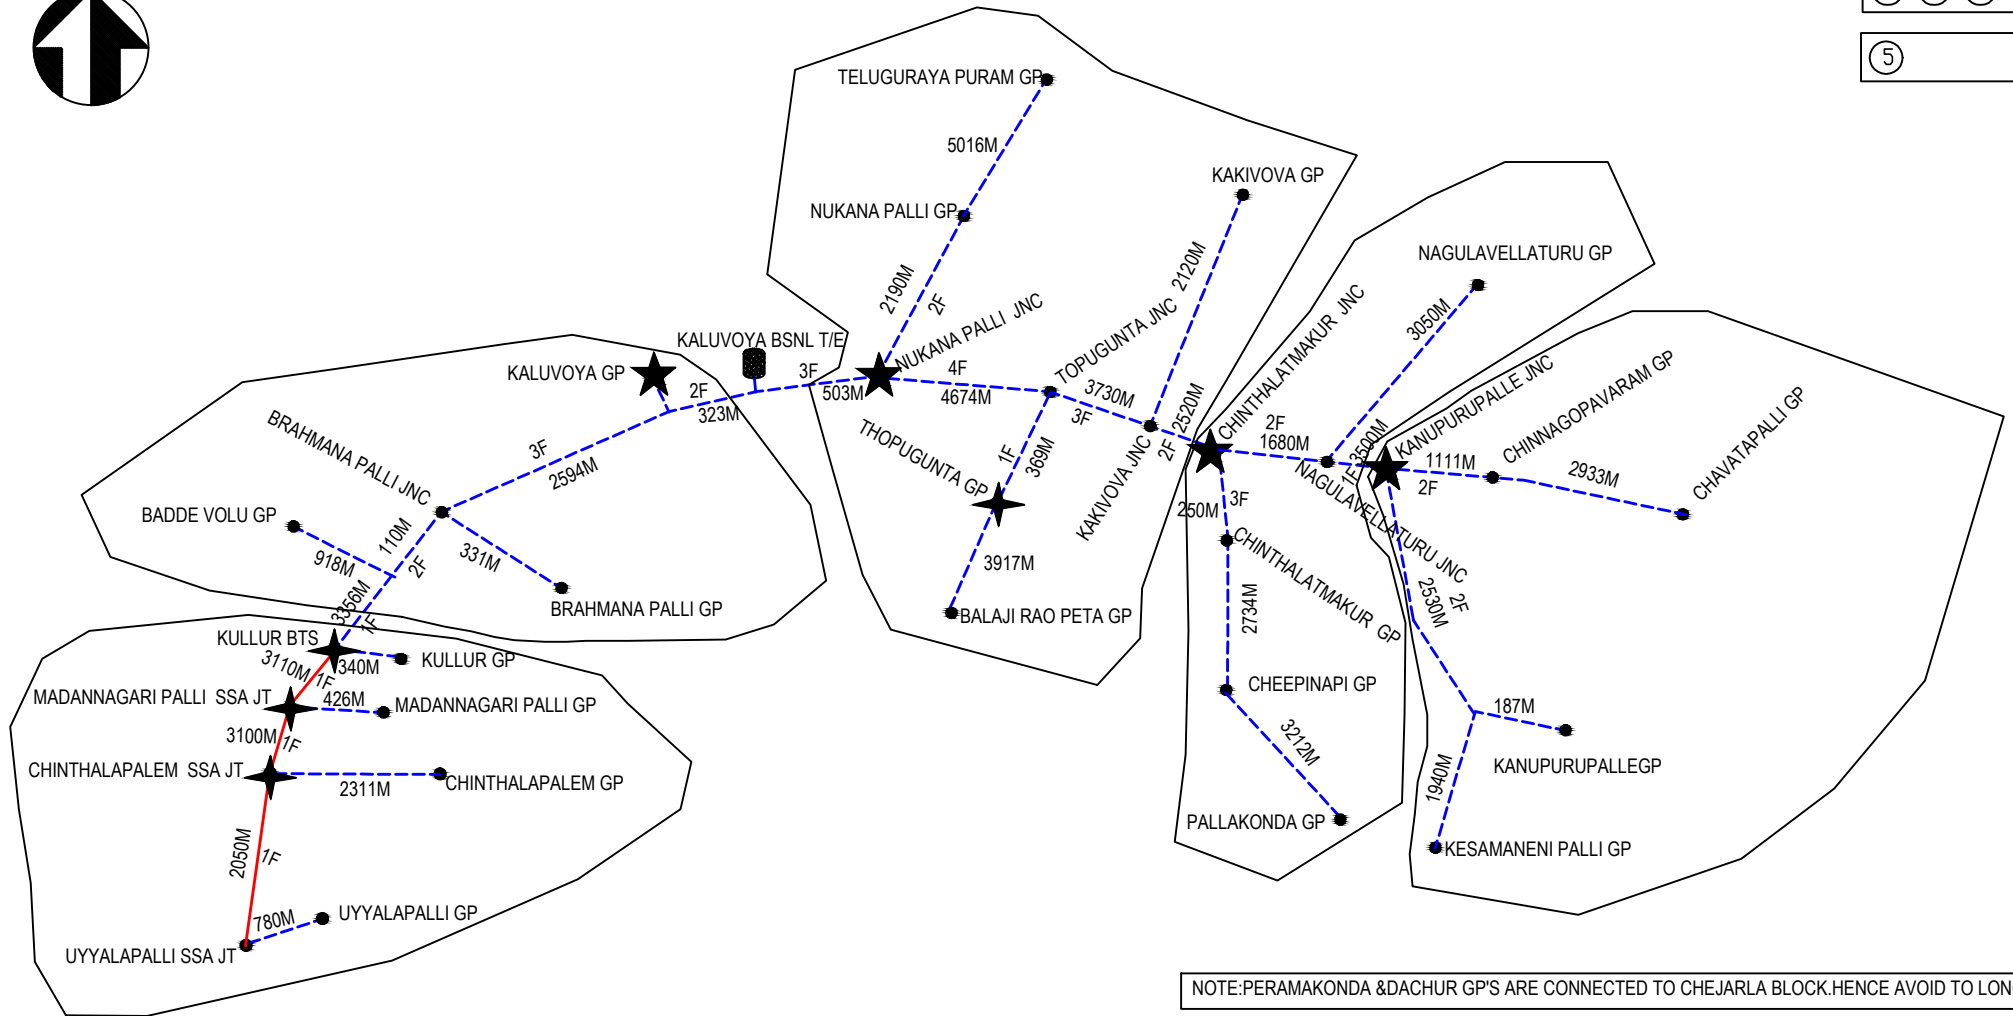 5
TELUGURAYA PURAM GP
5016M
KAKIVOVA GP
NUKANA PALLI GP
2120M
NAGULAVELLATURU GP
2190M
2F
NUKANA PALLI JNC
TOPUGUNTA JNC
CHINTHALATMAKUR JNC
3050M
KALUVOYA BSNL T/E
KALUVOYA GP
2F
323M
3F
503M
4F
4674M
3730M
3F
2520M
2F
2F
1680M
1F
3500M
KANUPURUPALLE JNC
1111M
2F
CHINNAGOPAVARAM GP
2933M
CHAVATAPALLI GP
BRAHMANA PALLI JNC
3F
2594M
THOPUGUNTA GP
1F
369M
KAKIVOVA JNC
250M
3F
NAGULAVELLATURU JNC
BADDE VOLU GP
918M
110M
2F
331M
BRAHMANA PALLI GP
3917M
BALAJI RAO PETA GP
CHINTHALATMAKUR GP
2F
2530M
2734M
3356M
1F
KULLUR BTS
340M
KULLUR GP
3110M
1F
MADANNAGARI PALLI SSA JT
426M
MADANNAGARI PALLI GP
CHEEPINAPI GP
187M
3100M
1F
CHINTHALAPALEM SSA JT
2311M
CHINTHALAPALEM GP
3212M
KANUPURUPALLEGP
1940M
PALLAKONDA GP
KESAMANENI PALLI GP
2050M
1F
780M
UYYALAPALLI GP
UYYALAPALLI SSA JT
NOTE:PERAMAKONDA &DACHUR GP'S ARE CONNECTED TO CHEJARLA BLOCK.HENCE AVOID TO LON